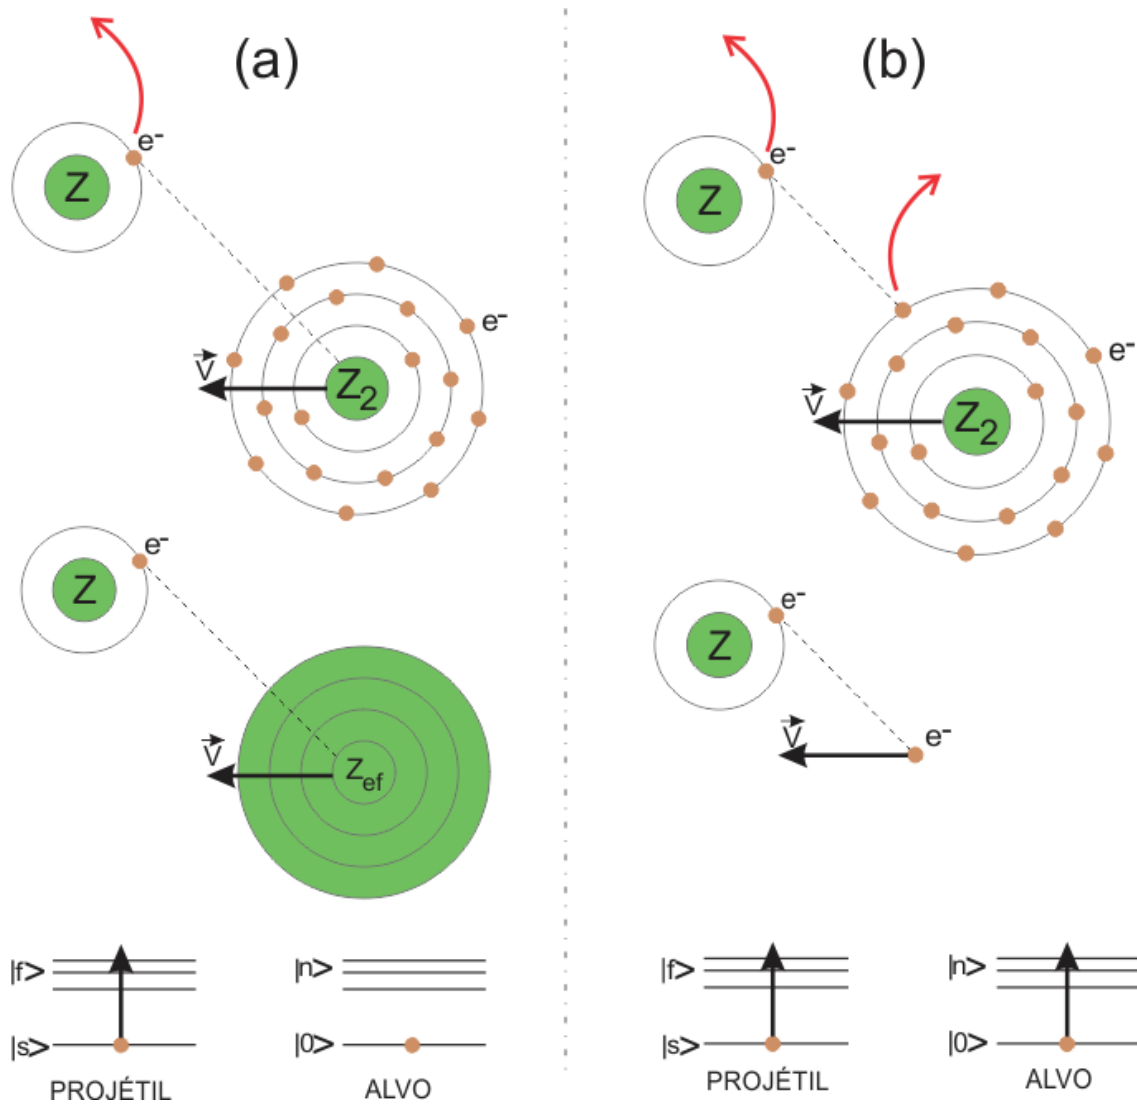 (a)
e-
Z
e-
V
Z2
e-
Z
V
Zef
|f>
|s>
PROJÉTIL
|n>
|0>
ALVO
(b)
e-
Z
e-
V
Z2
e-
Z
V
e-
|f>
|s>
PROJÉTIL
|n>
|0>
ALVO